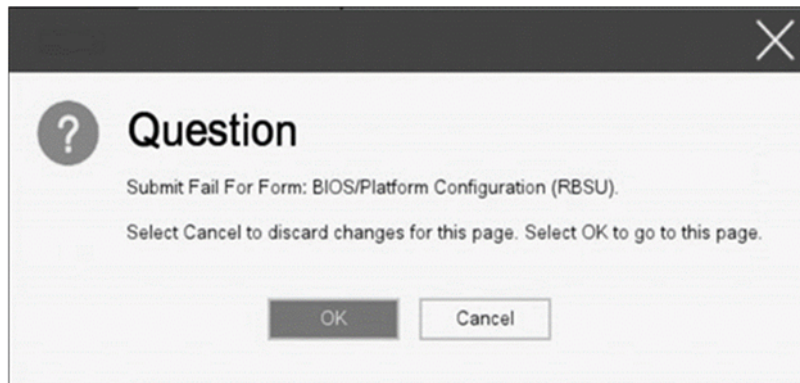 Question
Submit Fail For Form: BIOS/Platform Configuration (RBSU).
Select Cancel to discard changes for this page. Select OK to go to this page.
OK
Cancel